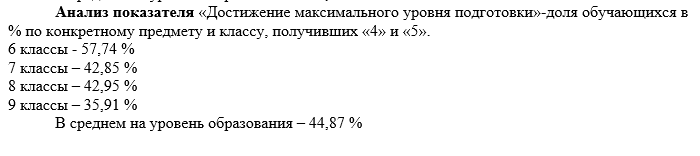 Анализ показателя «Достижение максимального уровня подготовки»-доля обучающихся в
% по конкретному предмету и классу, получивших «4» и «5».
6 классы - 57,74 %
7 классы – 42,85 %
8 классы – 42,95 %
9 классы – 35,91 %
В среднем на уровень образования – 44,87 %